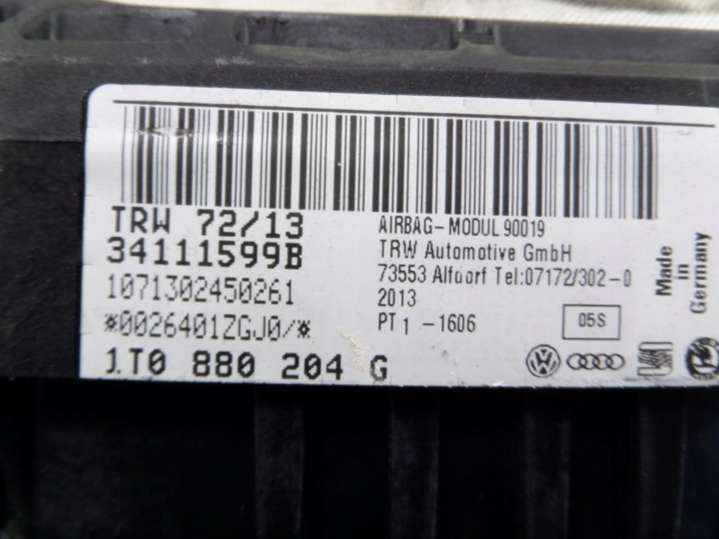 TRW 72/13
34111599B
1071302450261
*0026401ZGJ0/*
1T0 880 204 G
AIRBAG-MODUL 90019
TRW Automotive GmbH
73553 Alfdorf Tel:07172/302-0
2013
PT 1 -1606
05S
Made
in
Germany